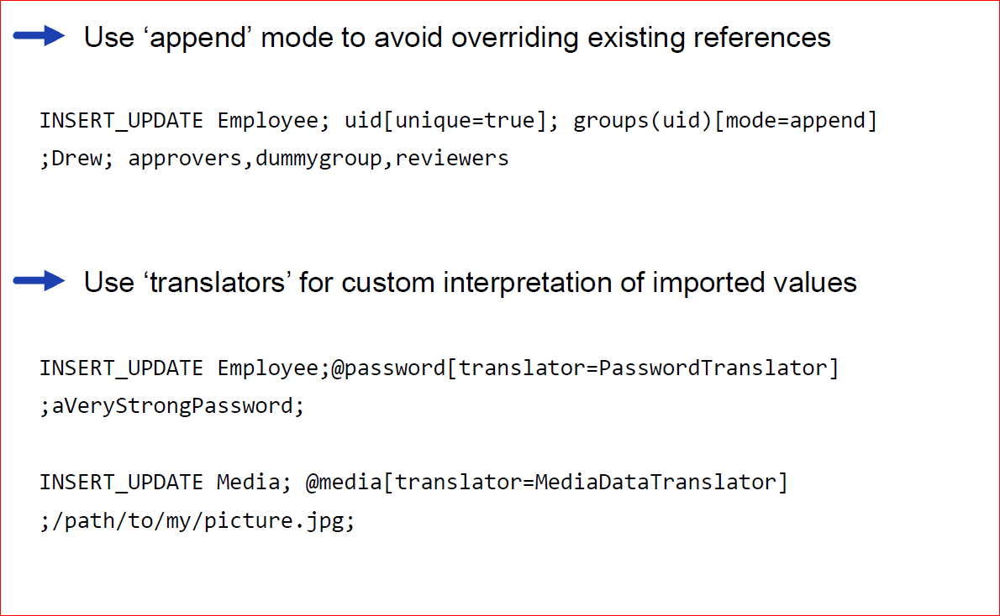 Use ‘append’ mode to avoid overriding existing references
INSERT_UPDATE Employee; uid[unique=true]; groups(uid)[mode=append]
;Drew; approvers,dummygroup,reviewers
Use ‘translators’ for custom interpretation of imported values
INSERT_UPDATE Employee;@password[translator=PasswordTranslator]
;aVeryStrongPassword;
INSERT_UPDATE Media; @media[translator=MediaDataTranslator]
;/path/to/my/picture.jpg;